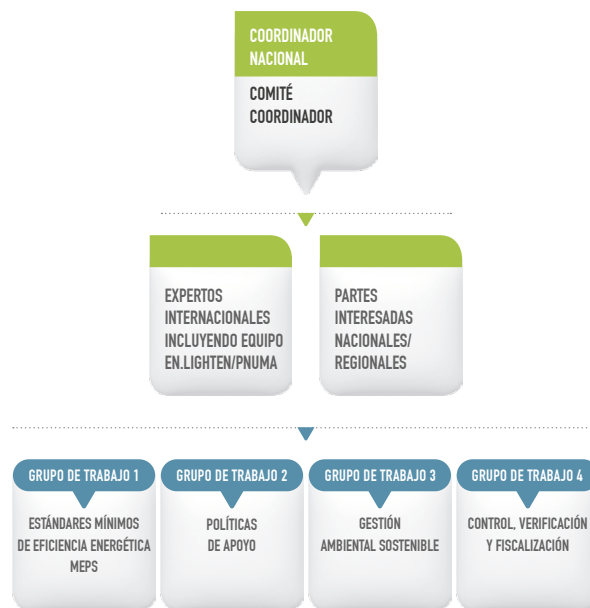 COORDINADOR
NACIONAL
COMITÉ
COORDINADOR
EXPERTOS
INTERNACIONALES
INCLUYENDO EQUIPO
EN.LIGHTEN/PNUMA
PARTES
INTERESADAS
NACIONALES/
REGIONALES
GRUPO DE TRABAJO 1
ESTÁNDARES MÍNIMOS
DE EFICIENCIA ENERGÉTICA
MEPS
GRUPO DE TRABAJO 2
POLÍTICAS
DE APOYO
GRUPO DE TRABAJO 3
GESTIÓN
AMBIENTAL SOSTENIBLE
GRUPO DE TRABAJO 4
CONTROL, VERIFICACIÓN
Y FISCALIZACIÓN